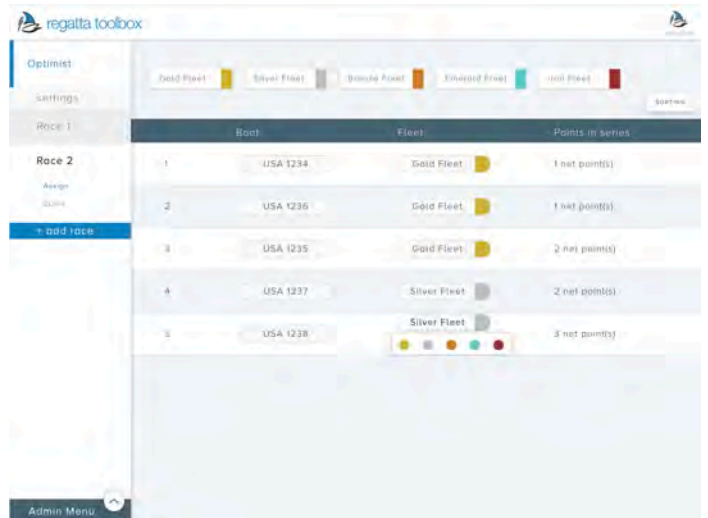 regatta toolbox
Optimist
settings
Race 1
Race 2
Assign
+ add race
Admin Menu
Gold Fleet
Silver Fleet
Bronze Fleet
Emerald Fleet
Iron Fleet
SORTING
Boat Fleet Points in series
1 USA 1234 Gold Fleet 1 net point(s)
2 USA 1236 Gold Fleet 1 net point(s)
3 USA 1235 Gold Fleet 2 net point(s)
4 USA 1237 Silver Fleet 2 net point(s)
5 USA 1238 Silver Fleet 3 net point(s)